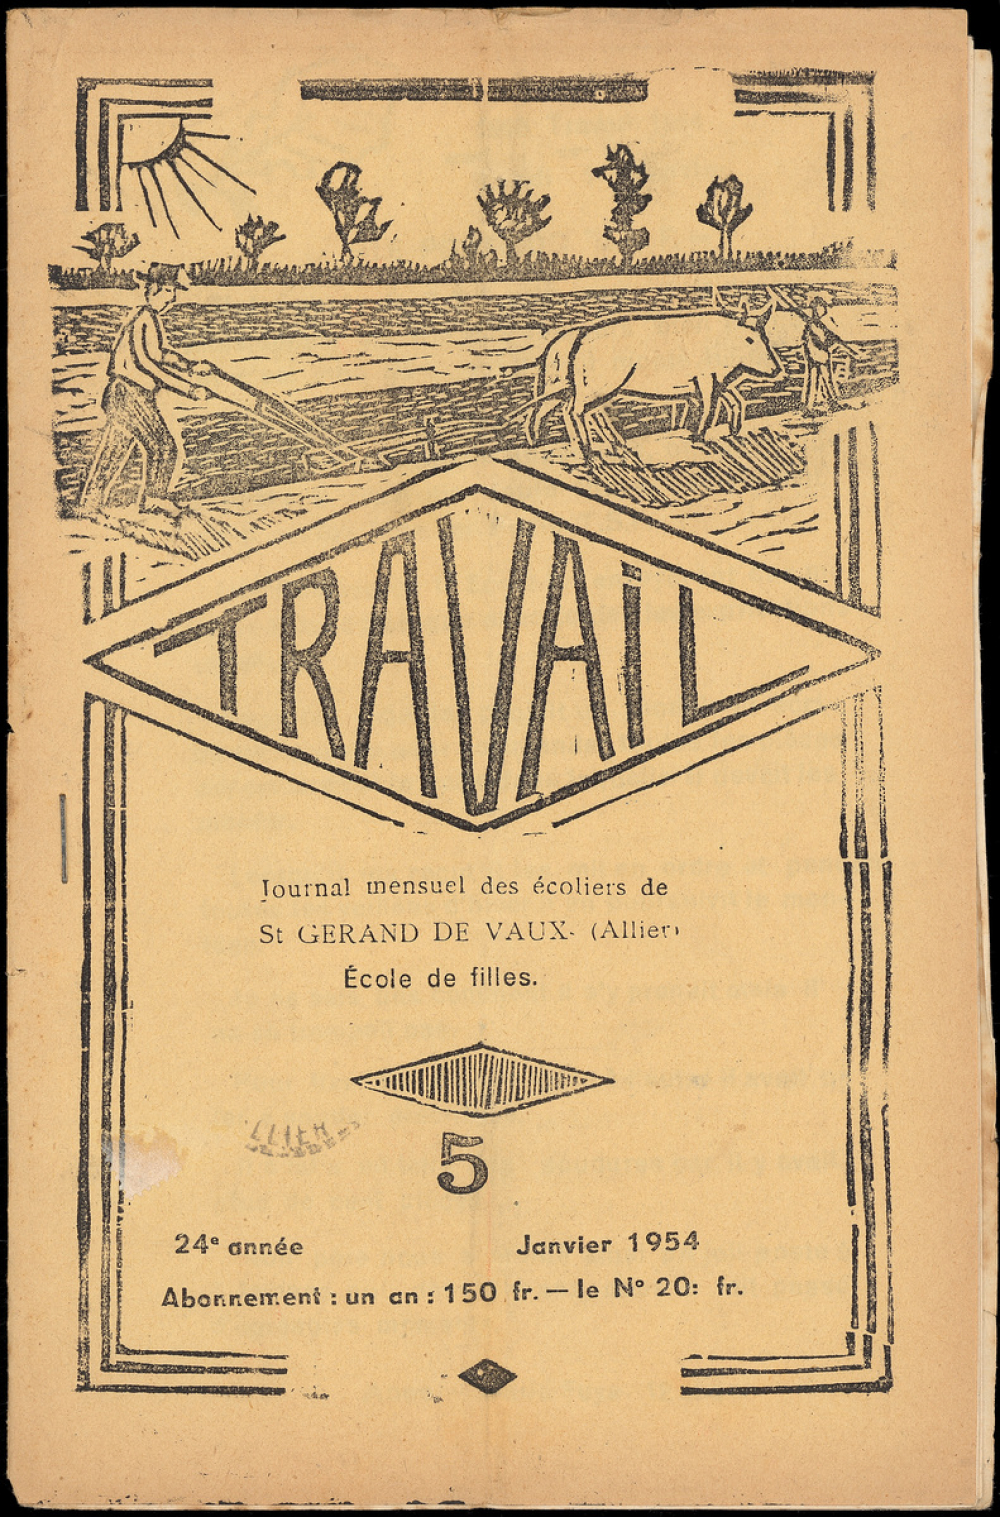 TRAVAiL
Journal mensuel des écoliers de
St GERAND DE VAUX- (Allier)
École de filles.
5
24e année Janvier 1954
Abonnement : un an : 150 fr. — le N° 20: fr.